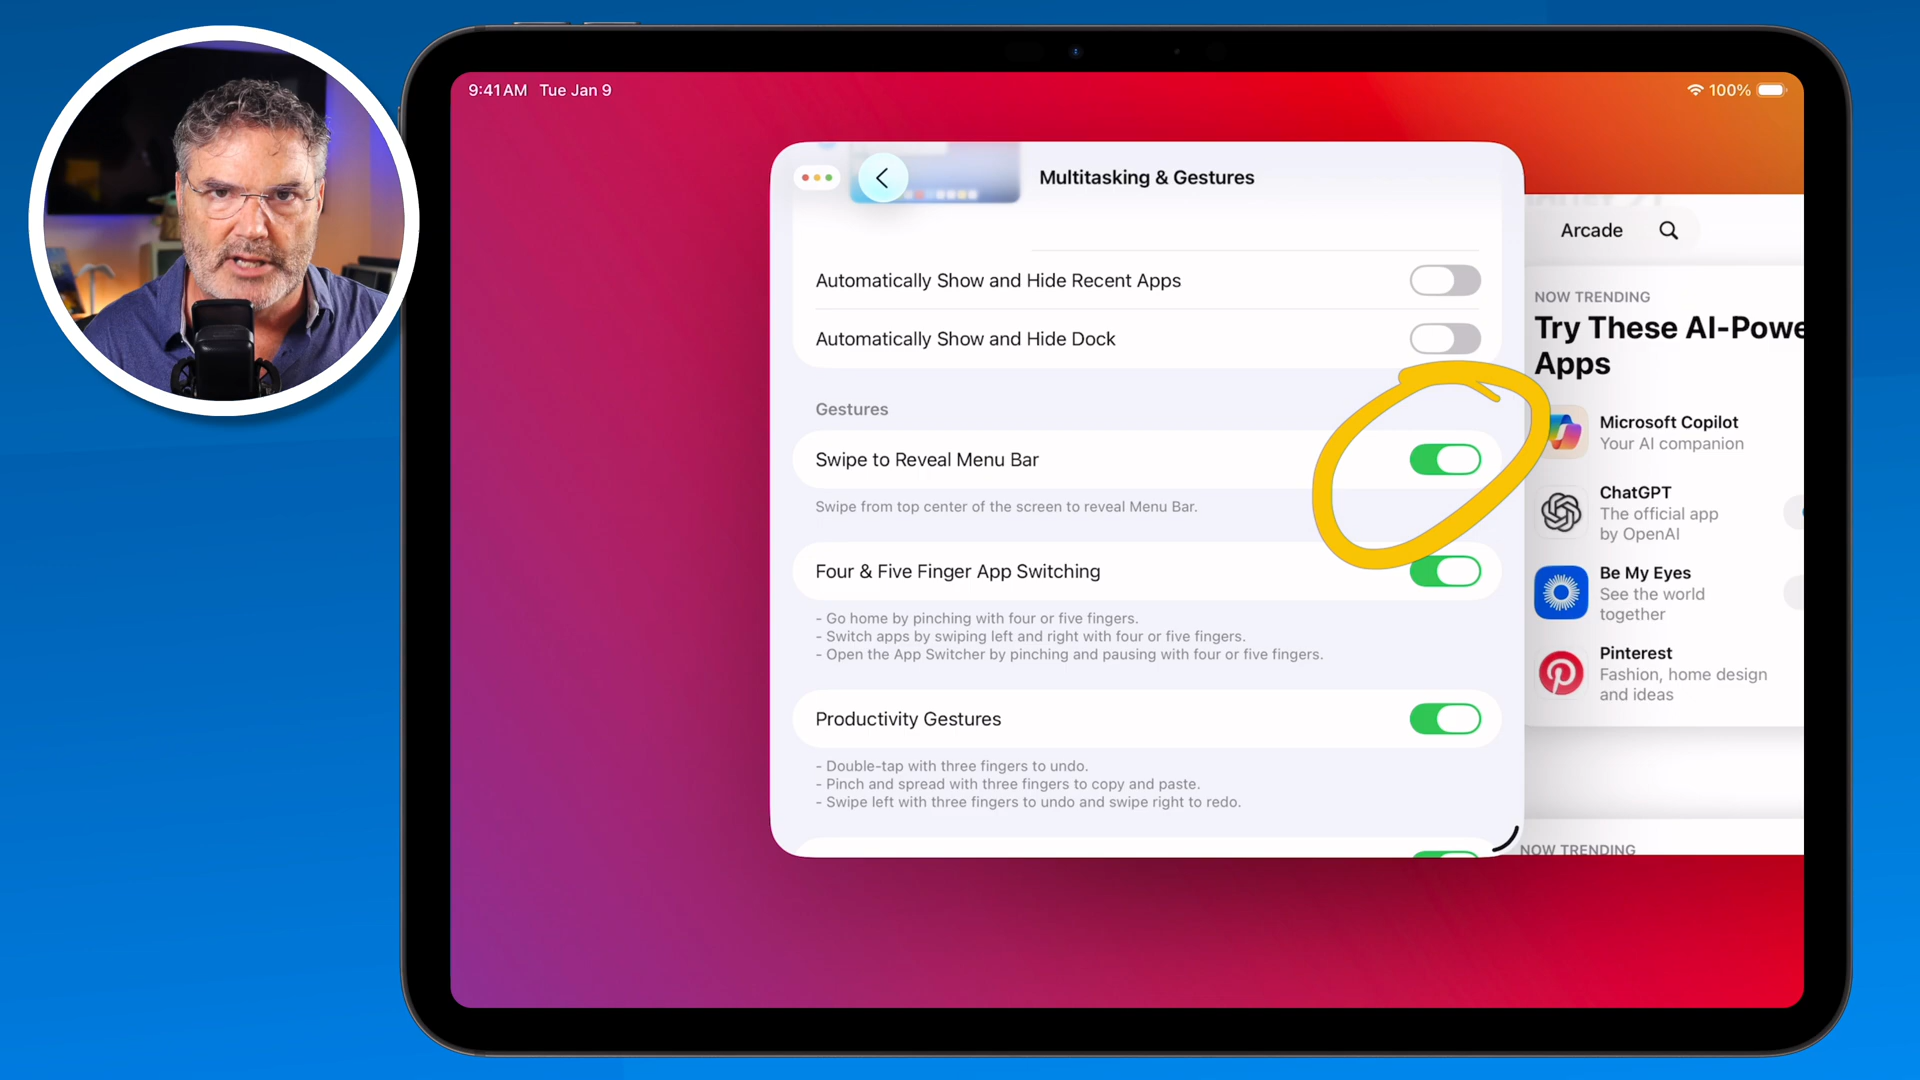 9:41 AM Tue Jan 9
100%
Multitasking & Gestures
Automatically Show and Hide Recent Apps
Automatically Show and Hide Dock
Gestures
Swipe to Reveal Menu Bar
Swipe from top center of the screen to reveal Menu Bar.
Four & Five Finger App Switching
- Go home by pinching with four or five fingers.
- Switch apps by swiping left and right with four or five fingers.
- Open the App Switcher by pinching and pausing with four or five fingers.
Productivity Gestures
- Double-tap with three fingers to undo.
- Pinch and spread with three fingers to copy and paste.
- Swipe left with three fingers to undo and swipe right to redo.
Arcade
NOW TRENDING
Try These AI-Powe
Apps
Microsoft Copilot
Your AI companion
ChatGPT
The official app
by OpenAI
Be My Eyes
See the world
together
Pinterest
Fashion, home design
and ideas
NOW TRENDING